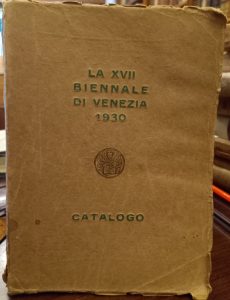 LA XVII
BIENNALE
DI VENEZIA
1930
CATALOGO